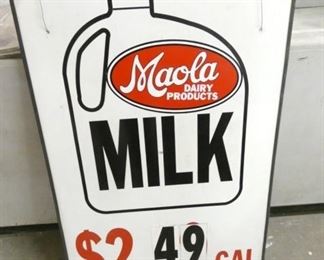 Maola
DAIRY
PRODUCTS
MILK
$2 49 GAL